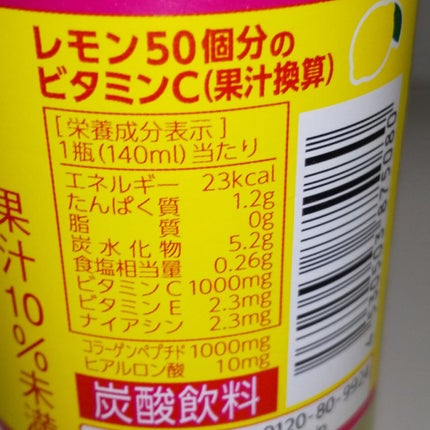 レモン50個分の
ビタミンC(果汁換算)
[栄養成分表示]
1瓶(140ml)当たり
エネルギー 23kcal
たんぱく質 1.2g
脂質 0g
炭水化物 5.2g
食塩相当量 0.26g
ビタミンC 1000mg
ビタミンE 2.3mg
ナイアシン 2.3mg
コラーゲンペプチド 1000mg
ヒアルロン酸 10mg
炭酸飲料
果汁10%未満
0120-80-9924